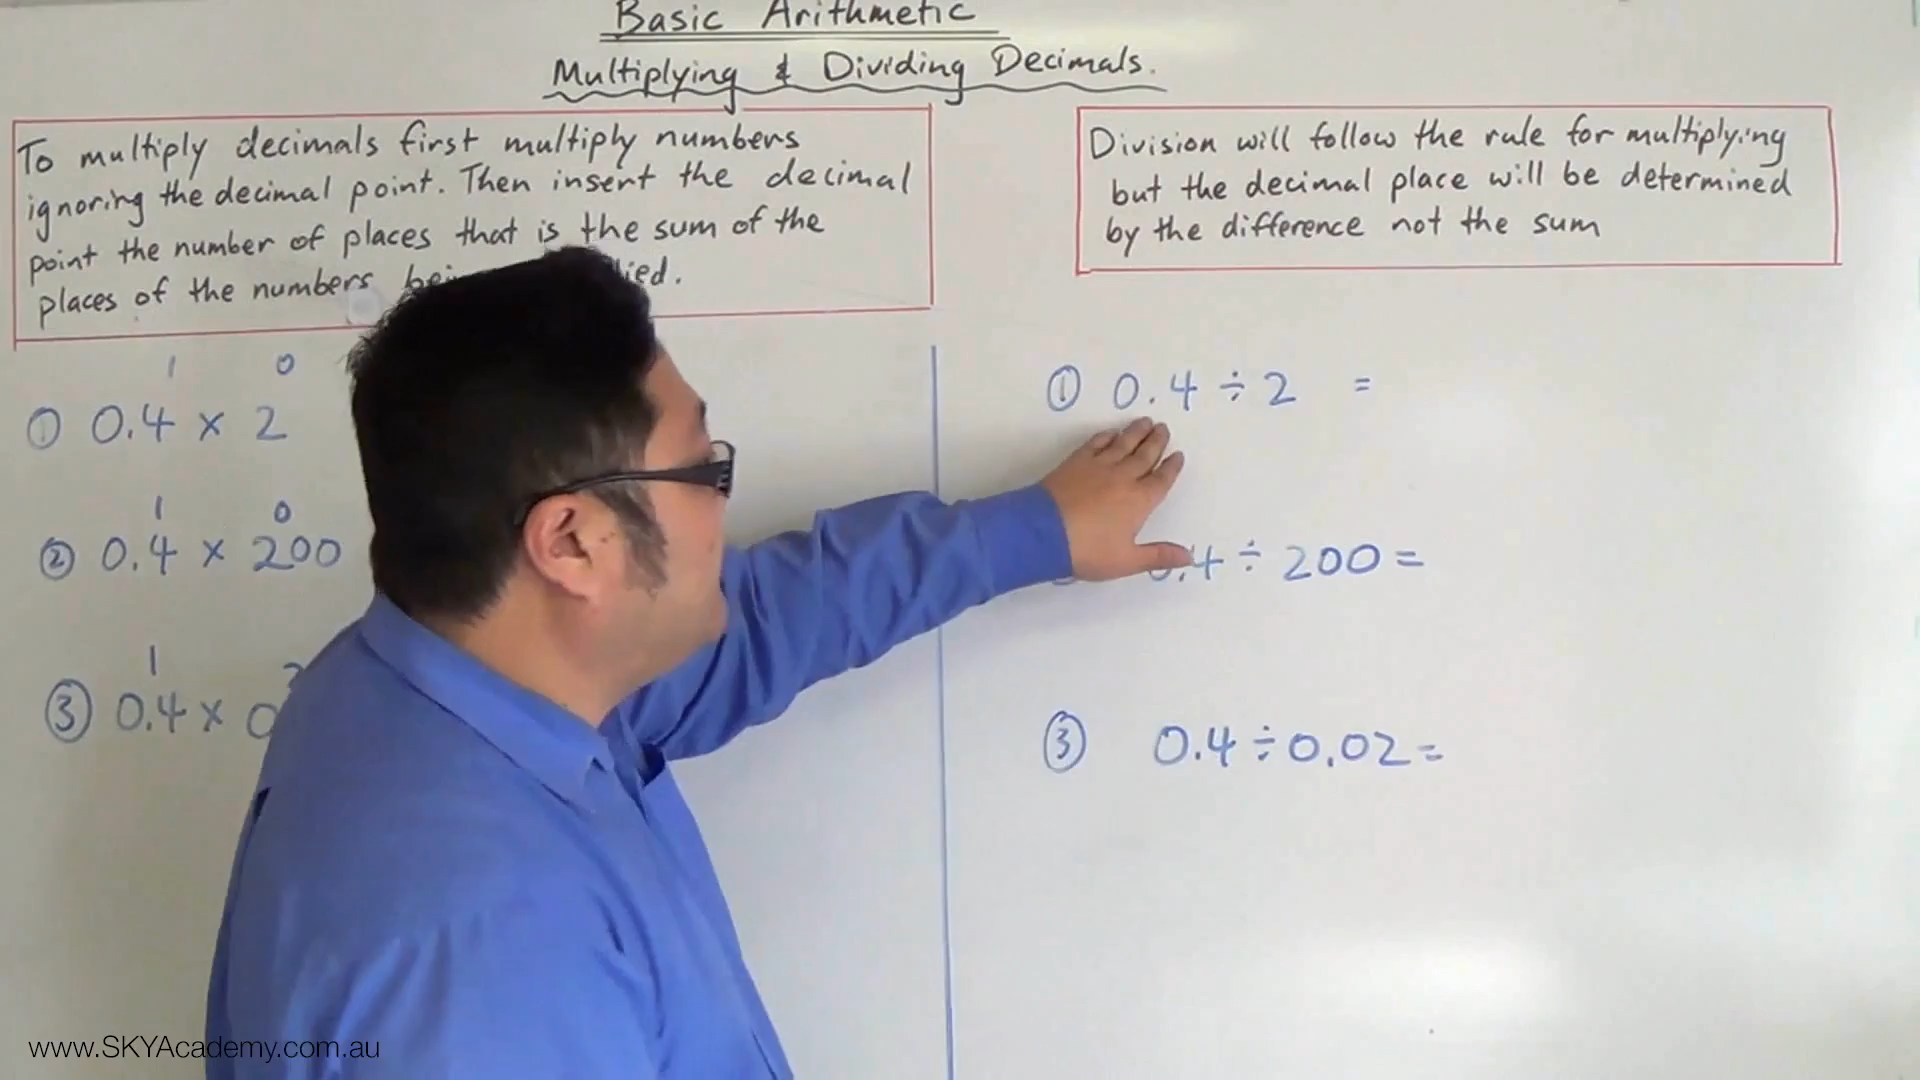 Basic Arithmetic
Multiplying & Dividing Decimals.
To multiply decimals first multiply numbers
ignoring the decimal point. Then insert the decimal
point the number of places that is the sum of the
places of the numbers
Division will follow the rule for multiplying
but the decimal place will be determined
by the difference not the sum
1 0
① 0.4 × 2
1 0
② 0.4 × 200
1
③ 0.4 × 0
① 0.4 ÷ 2 =
0.4 ÷ 200 =
③ 0.4 ÷ 0.02 =
www.SKYAcademy.com.au